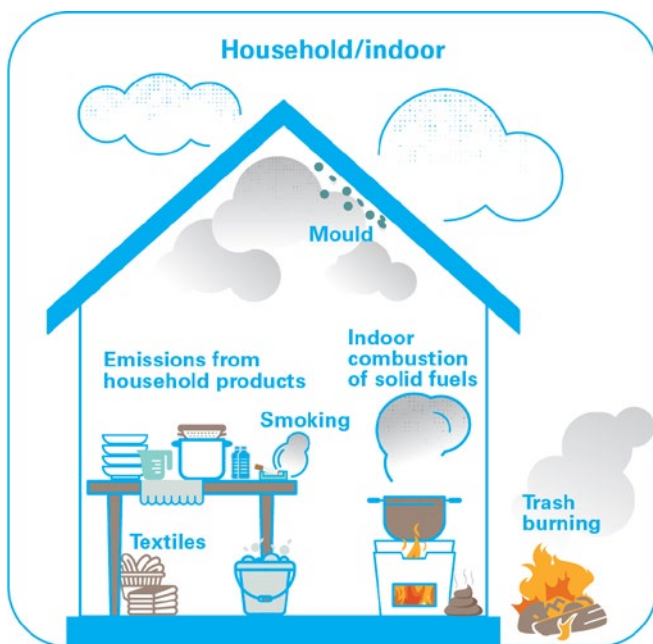 Household/indoor
Mould
Emissions from
household products
Indoor
combustion
of solid fuels
Smoking
Textiles
Trash
burning